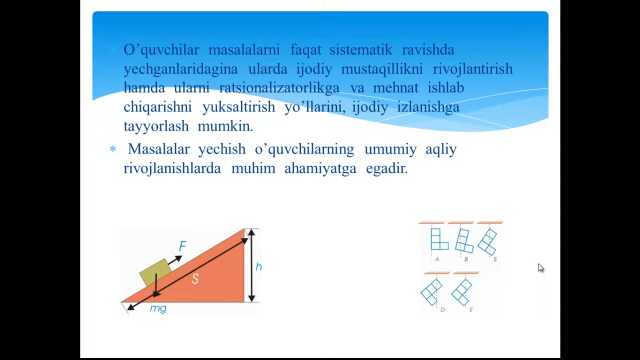 O’quvchilar masalalarni faqat sistematik ravishda
yechganlaridagina ularda ijodiy mustaqillikni rivojlantirish
hamda ularni ratsionalizatorlikga va mehnat ishlab
chiqarishni yuksaltirish yo’llarini, ijodiy izlanishga
tayyorlash mumkin.
Masalalar yechish o’quvchilarning umumiy aqliy
rivojlanishlarda muhim ahamiyatga egadir.
F
S
h
mg
A B S
D E